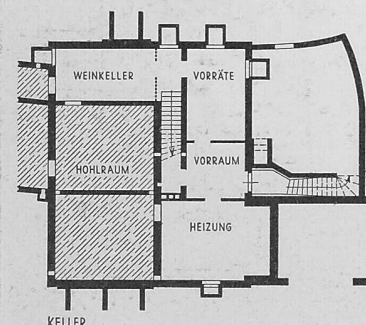 WEINKELLER
VORRÄTE
HOHLRAUM
VORRAUM
HEIZUNG
KELLER